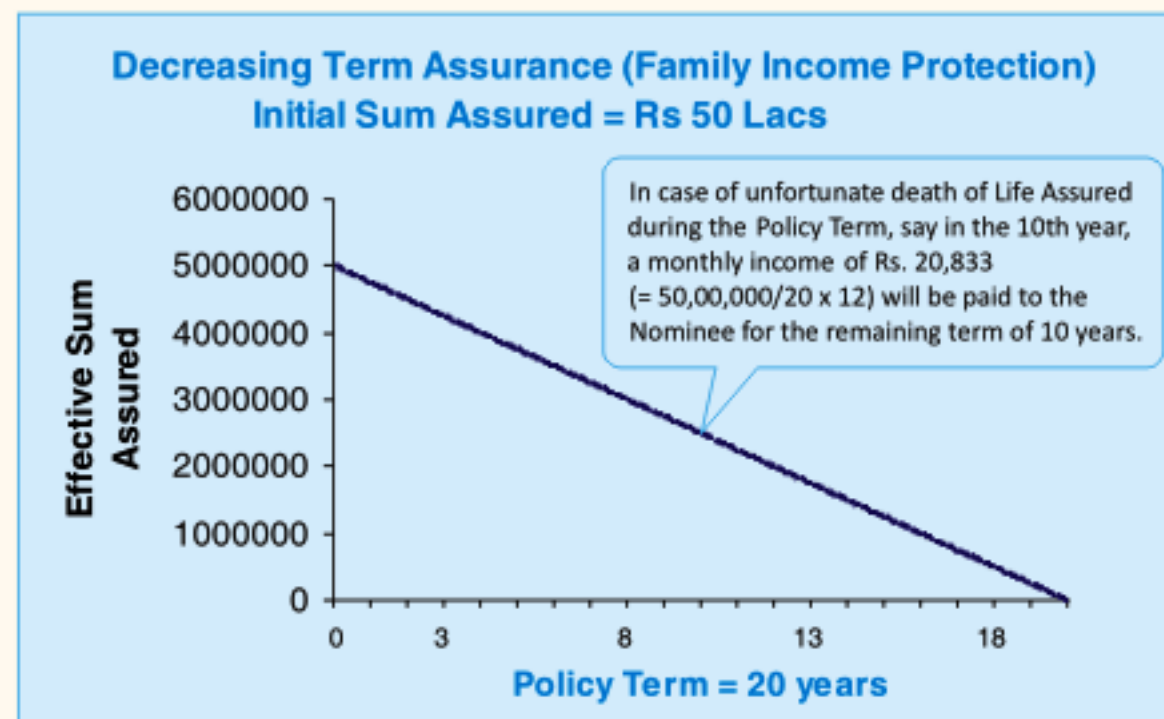 Decreasing Term Assurance (Family Income Protection)
Initial Sum Assured = Rs 50 Lacs
In case of unfortunate death of Life Assured
during the Policy Term, say in the 10th year,
a monthly income of Rs. 20,833
(= 50,00,000/20 x 12) will be paid to the
Nominee for the remaining term of 10 years.
Effective Sum
Assured
6000000
5000000
4000000
3000000
2000000
1000000
0
0 3 8 13 18
Policy Term = 20 years